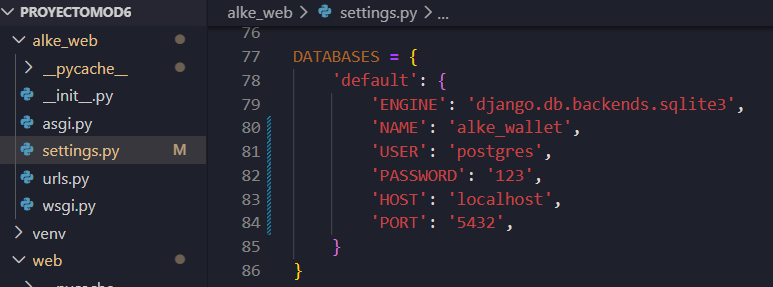 PROYECTOMOD6
alke_web
__pycache__
__init__.py
asgi.py
settings.py M
urls.py
wsgi.py
venv
web
__pycache__
alke_web > settings.py > ...
76
77 DATABASES = {
78     'default': {
79         'ENGINE': 'django.db.backends.sqlite3',
80         'NAME': 'alke_wallet',
81         'USER': 'postgres',
82         'PASSWORD': '123',
83         'HOST': 'localhost',
84         'PORT': '5432',
85     }
86 }